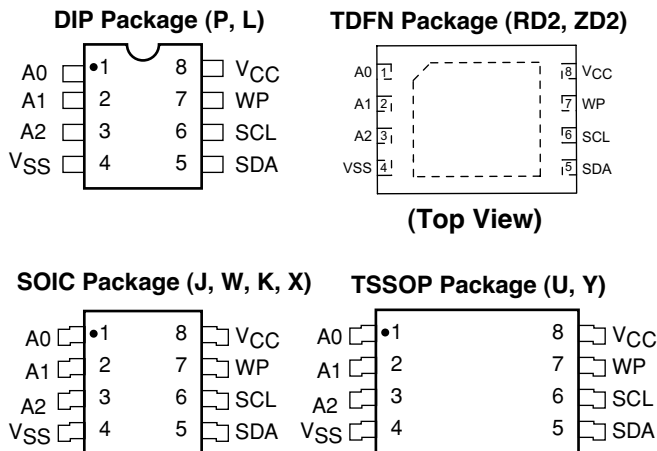 DIP Package (P, L)
A0 1 8 VCC
A1 2 7 WP
A2 3 6 SCL
VSS 4 5 SDA
TDFN Package (RD2, ZD2)
A0 1 8 VCC
A1 2 7 WP
A2 3 6 SCL
VSS 4 5 SDA
(Top View)
SOIC Package (J, W, K, X)
A0 1 8 VCC
A1 2 7 WP
A2 3 6 SCL
VSS 4 5 SDA
TSSOP Package (U, Y)
A0 1 8 VCC
A1 2 7 WP
A2 3 6 SCL
VSS 4 5 SDA